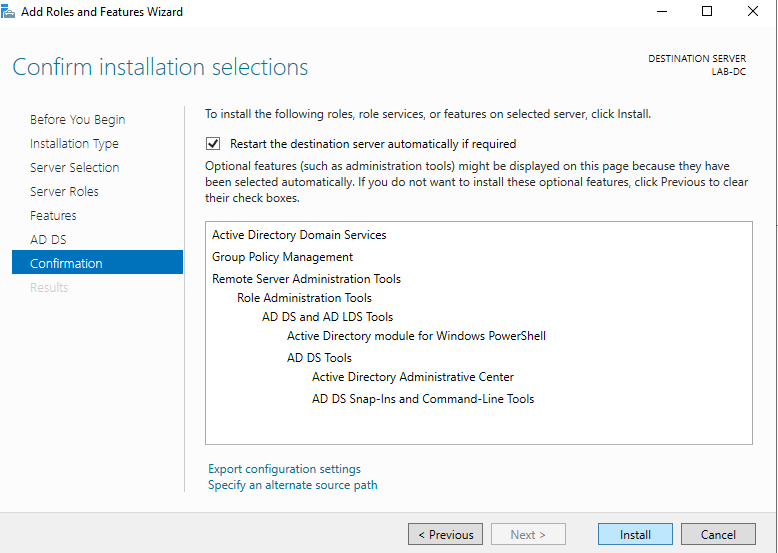 Add Roles and Features Wizard
Confirm installation selections
DESTINATION SERVER
LAB-DC
Before You Begin
Installation Type
Server Selection
Server Roles
Features
AD DS
Confirmation
Results
To install the following roles, role services, or features on selected server, click Install.
Restart the destination server automatically if required
Optional features (such as administration tools) might be displayed on this page because they have
been selected automatically. If you do not want to install these optional features, click Previous to clear
their check boxes.
Active Directory Domain Services
Group Policy Management
Remote Server Administration Tools
Role Administration Tools
AD DS and AD LDS Tools
Active Directory module for Windows PowerShell
AD DS Tools
Active Directory Administrative Center
AD DS Snap-Ins and Command-Line Tools
Export configuration settings
Specify an alternate source path
< Previous
Next >
Install
Cancel